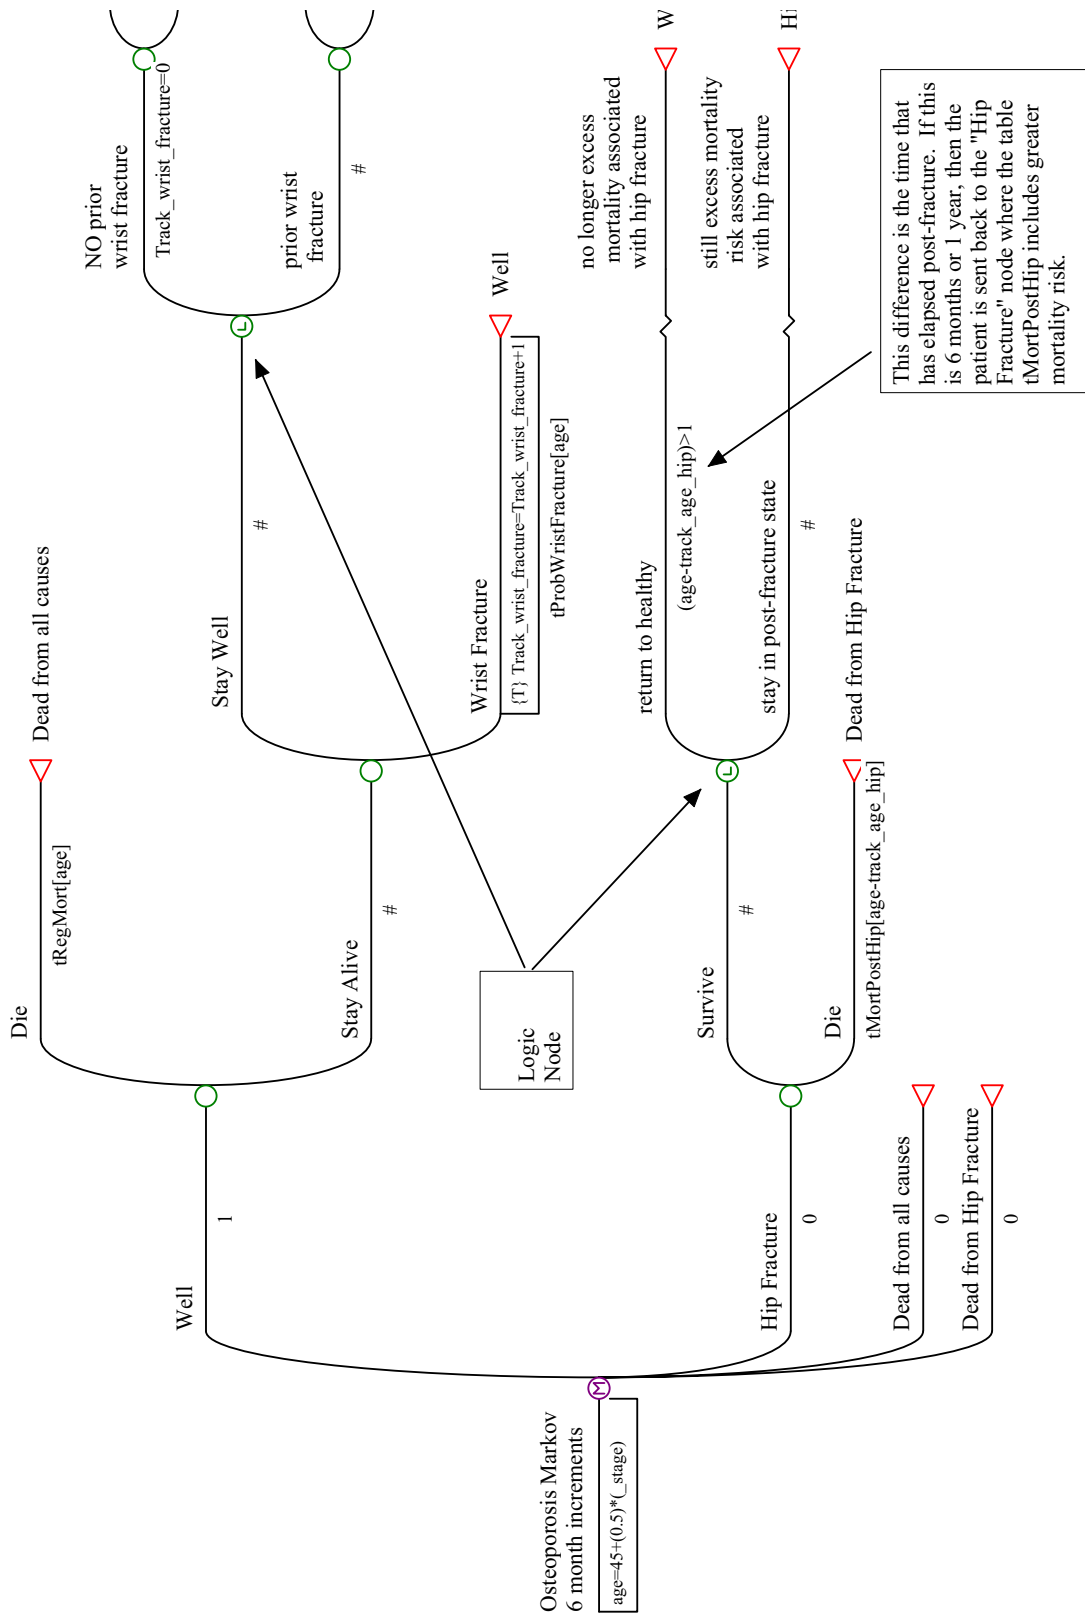 Osteoporosis Markov
6 month increments
age=45+(0.5)*(_stage)
Well
1
Die
tRegMort[age]
Dead from all causes
Stay Alive
#
Stay Well
#
NO prior
wrist fracture
Track_wrist_fracture=0
prior wrist
fracture
#
Wrist Fracture
{T} Track_wrist_fracture=Track_wrist_fracture+1
tProbWristFracture[age]
Well
Logic
Node
Hip Fracture
0
Survive
#
return to healthy
(age-track_age_hip)>1
no longer excess
mortality associated
with hip fracture
W
stay in post-fracture state
#
still excess mortality
risk associated
with hip fracture
Hi
Die
tMortPostHip[age-track_age_hip]
Dead from Hip Fracture
Dead from all causes
0
Dead from Hip Fracture
0
This difference is the time that
has elapsed post-fracture. If this
is 6 months or 1 year, then the
patient is sent back to the "Hip
Fracture" node where the table
tMortPostHip includes greater
mortality risk.